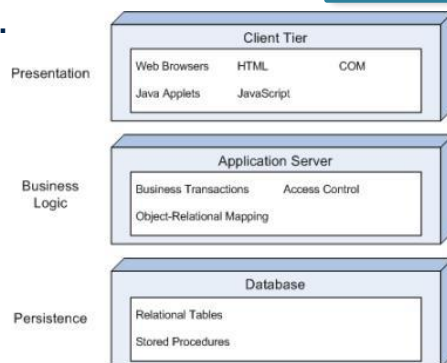 Client Tier
Presentation
Web Browsers HTML COM
Java Applets JavaScript
Application Server
Business Logic
Business Transactions Access Control
Object-Relational Mapping
Database
Persistence
Relational Tables
Stored Procedures